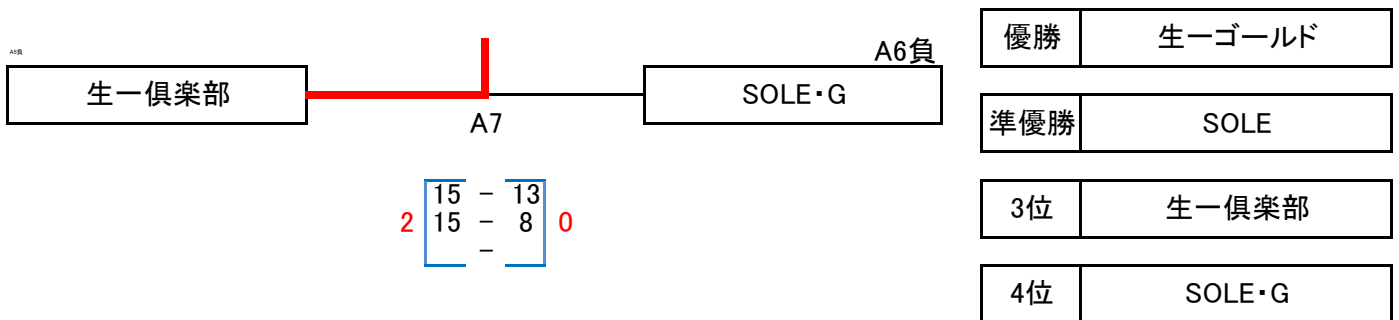 A5負
A6負
生一倶楽部
SOLE・G
A7
15 - 13
2 15 - 8 0
-
優勝 生一ゴールド
準優勝 SOLE
3位 生一倶楽部
4位 SOLE・G